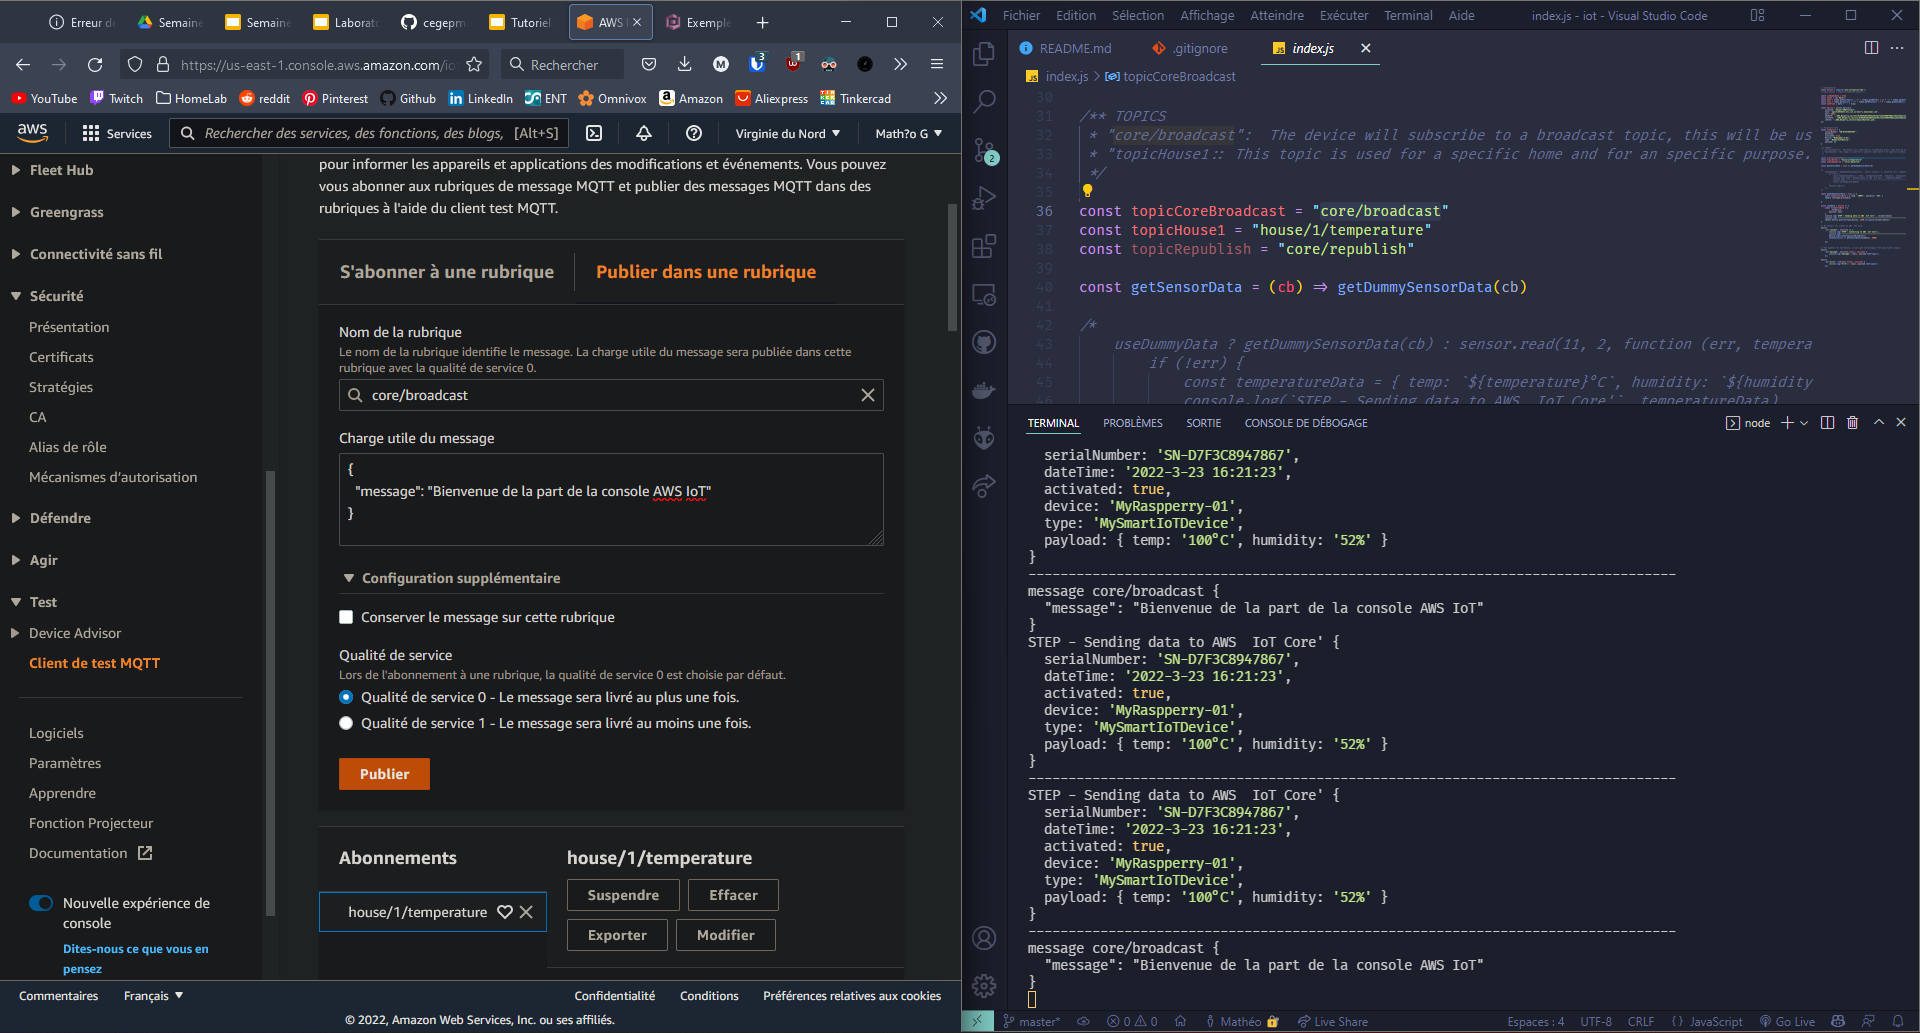 Erreur d
Semaine
Semaine
Laborato
cegepm
Tutoriel
AWS
Exemple
https://us-east-1.console.aws.amazon.com/io
Rechercher
3
1
YouTube
Twitch
HomeLab
reddit
Pinterest
Github
LinkedIn
ENT
Omnivox
Amazon
Aliexpress
Tinkercad
aws
Services
Rechercher des services, des fonctions, des blogs, [Alt+S]
Virginie du Nord
Math?o G
Fleet Hub
Greengrass
Connectivité sans fil
Sécurité
Présentation
Certificats
Stratégies
CA
Alias de rôle
Mécanismes d'autorisation
Défendre
Agir
Test
Device Advisor
Client de test MQTT
Logiciels
Paramètres
Apprendre
Fonction Projecteur
Documentation
Nouvelle expérience de
console
Dites-nous ce que vous en
pensez
pour informer les appareils et applications des modifications et événements. Vous pouvez
vous abonner aux rubriques de message MQTT et publier des messages MQTT dans des
rubriques à l'aide du client test MQTT.
S'abonner à une rubrique
Publier dans une rubrique
Nom de la rubrique
Le nom de la rubrique identifie le message. La charge utile du message sera publiée dans cette
rubrique avec la qualité de service 0.
core/broadcast
Charge utile du message
{
"message": "Bienvenue de la part de la console AWS IoT"
}
Configuration supplémentaire
Conserver le message sur cette rubrique
Qualité de service
Lors de l'abonnement à une rubrique, la qualité de service 0 est choisie par défaut.
Qualité de service 0 - Le message sera livré au plus une fois.
Qualité de service 1 - Le message sera livré au moins une fois.
Publier
Abonnements
house/1/temperature
house/1/temperature
Suspendre
Effacer
Exporter
Modifier
Commentaires
Français
Confidentialité
Conditions
Préférences relatives aux cookies
© 2022, Amazon Web Services, Inc. ou ses affiliés.
Fichier
Edition
Sélection
Affichage
Atteindre
Exécuter
Terminal
Aide
index.js - iot - Visual Studio Code
README.md
.gitignore
index.js
index.js > topicCoreBroadcast
2
30
31 /** TOPICS
32 * "core/broadcast":  The device will subscribe to a broadcast topic, this will be us
33 * "topicHouse1:: This topic is used for a specific home and for an specific purpose.
34 */
35
36 const topicCoreBroadcast = "core/broadcast"
37 const topicHouse1 = "house/1/temperature"
38 const topicRepublish = "core/republish"
39
40 const getSensorData = (cb) => getDummySensorData(cb)
41
42 /*
43 useDummyData ? getDummySensorData(cb) : sensor.read(11, 2, function (err, tempera
44 if (!err) {
45 const temperatureData = { temp: `${temperature}°C`, humidity: `${humidity
46 console.log(`STEP - Sending data to AWS  IoT Core'`, temperatureData)
TERMINAL
PROBLÈMES
SORTIE
CONSOLE DE DÉBOGAGE
node
serialNumber: 'SN-D7F3C8947867',
dateTime: '2022-3-23 16:21:23',
activated: true,
device: 'MyRaspperry-01',
type: 'MySmartIoTDevice',
payload: { temp: '100°C', humidity: '52%' }
}
--------------------------------------------------------------------------------
message core/broadcast {
"message": "Bienvenue de la part de la console AWS IoT"
}
STEP - Sending data to AWS  IoT Core' {
serialNumber: 'SN-D7F3C8947867',
dateTime: '2022-3-23 16:21:23',
activated: true,
device: 'MyRaspperry-01',
type: 'MySmartIoTDevice',
payload: { temp: '100°C', humidity: '52%' }
}
--------------------------------------------------------------------------------
STEP - Sending data to AWS  IoT Core' {
serialNumber: 'SN-D7F3C8947867',
dateTime: '2022-3-23 16:21:23',
activated: true,
device: 'MyRaspperry-01',
type: 'MySmartIoTDevice',
payload: { temp: '100°C', humidity: '52%' }
}
--------------------------------------------------------------------------------
message core/broadcast {
"message": "Bienvenue de la part de la console AWS IoT"
}
master*
0
0
Mathéo
Live Share
Espaces : 4
UTF-8
CRLF
JavaScript
Go Live